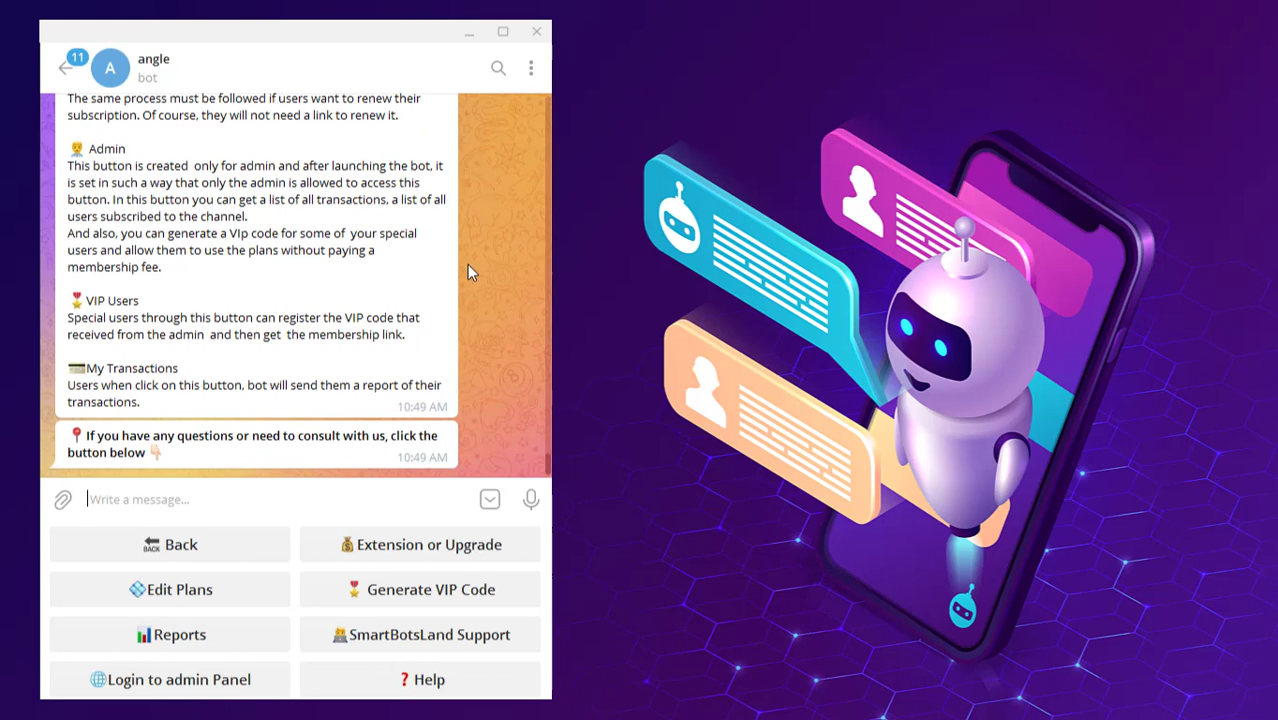 11
A
angle
bot
The same process must be followed if users want to renew their
subscription. Of course, they will not need a link to renew it.
👨‍💼 Admin
This button is created only for admin and after launching the bot, it
is set in such a way that only the admin is allowed to access this
button. In this button you can get a list of all transactions, a list of all
users subscribed to the channel.
And also, you can generate a VIp code for some of your special
users and allow them to use the plans without paying a
membership fee.
🎖VIP Users
Special users through this button can register the VIP code that
received from the admin and then get the membership link.
💳My Transactions
Users when click on this button, bot will send them a report of their
transactions.
10:49 AM
📍 If you have any questions or need to consult with us, click the
button below 👇🏻
10:49 AM
Write a message...
🔙 Back
💰Extension or Upgrade
💠Edit Plans
🎖 Generate VIP Code
📊Reports
👨‍💻SmartBotsLand Support
🌐Login to admin Panel
❓ Help